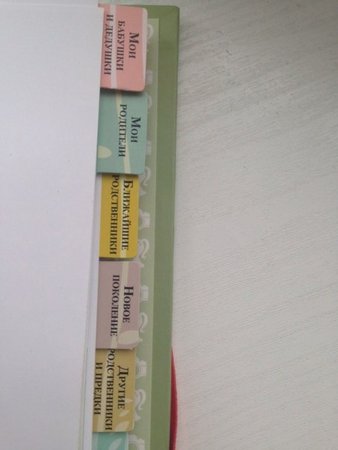 Мои
бабушки
и дедушки
Мои
родители
Ближайшие
родственники
Новое
поколение
Другие
родственники
и предки